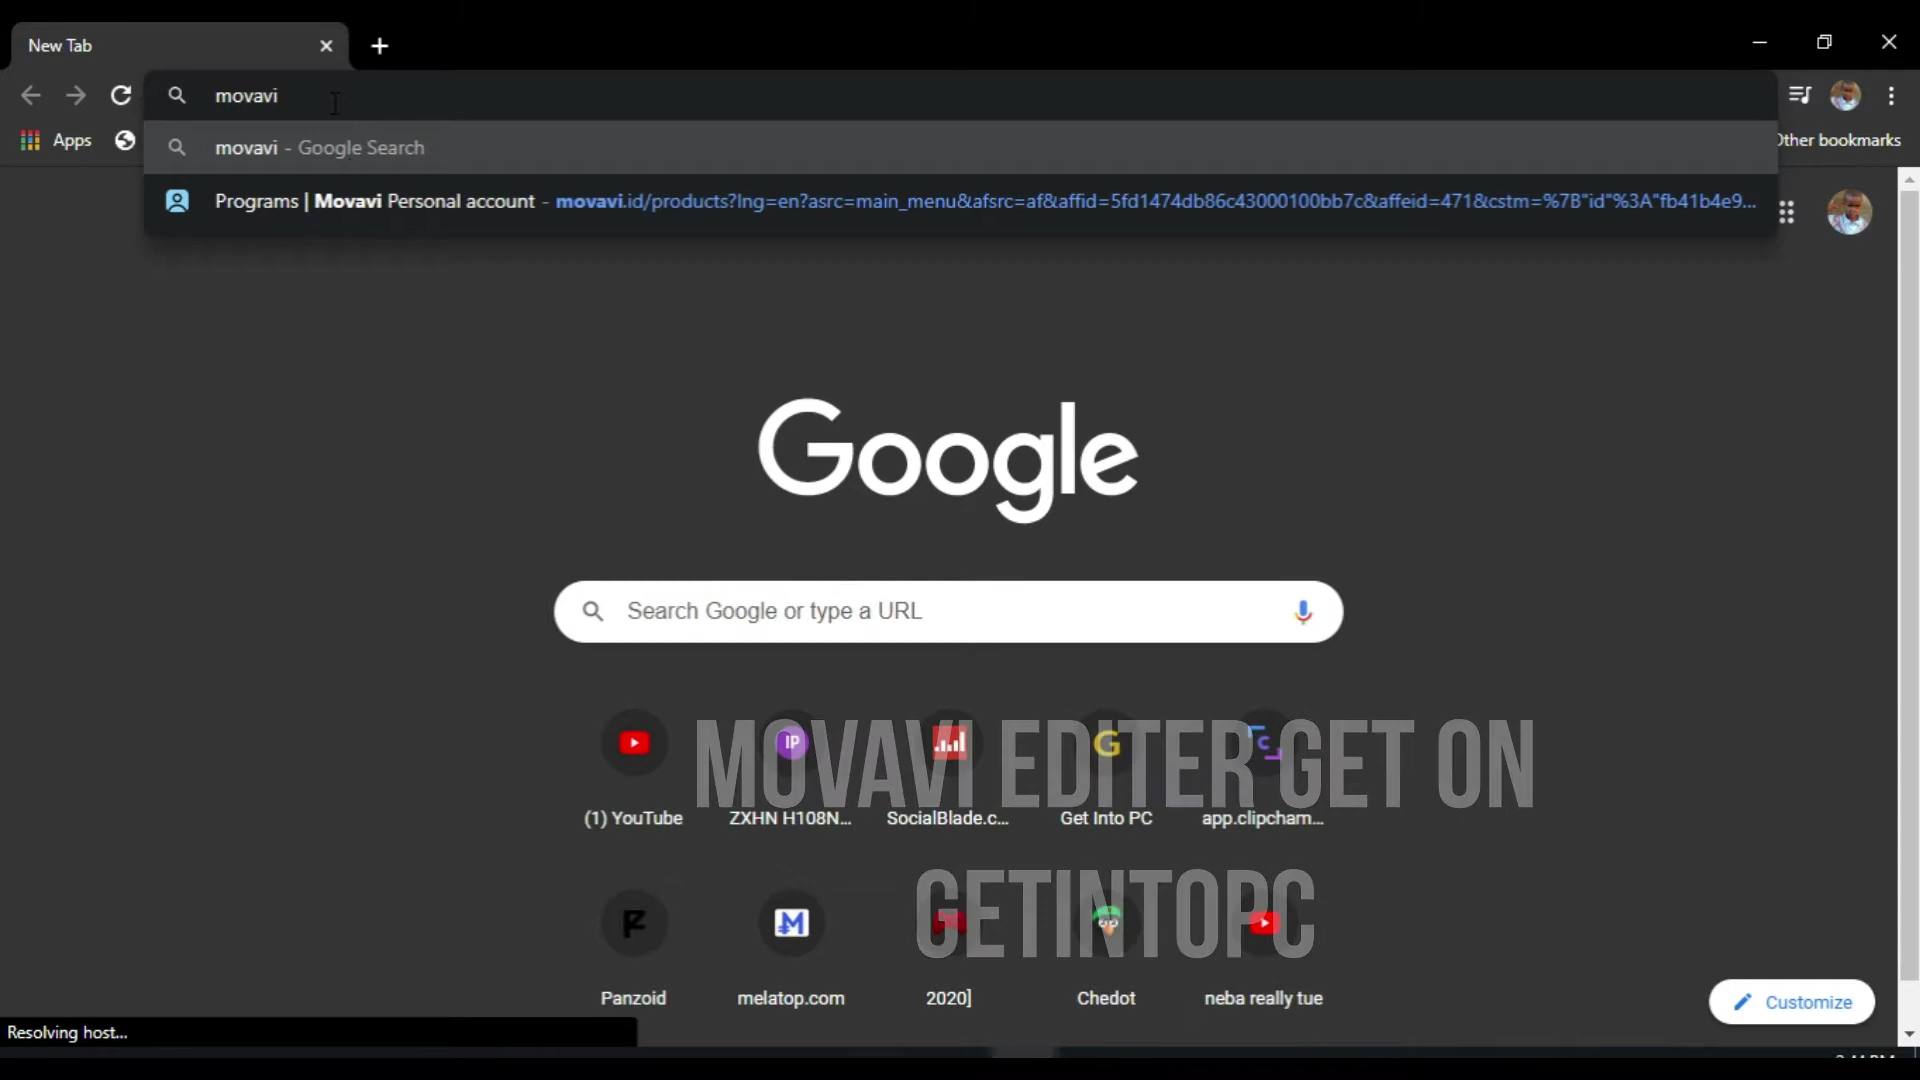 New Tab
movavi
Apps
movavi - Google Search
Other bookmarks
Programs | Movavi Personal account - movavi.id/products?lng=en?asrc=main_menu&afsrc=af&affid=5fd1474db86c43000100bb7c&affeid=471&cstm=%7B"id"%3A"fb41b4e9...
Google
Search Google or type a URL
MOVAVI EDITER GET ON
(1) YouTube
ZXHN H108N...
SocialBlade.c...
Get Into PC
app.clipcham...
GETINTOPC
Panzoid
melatop.com
2020]
Chedot
neba really tue
Customize
Resolving host...